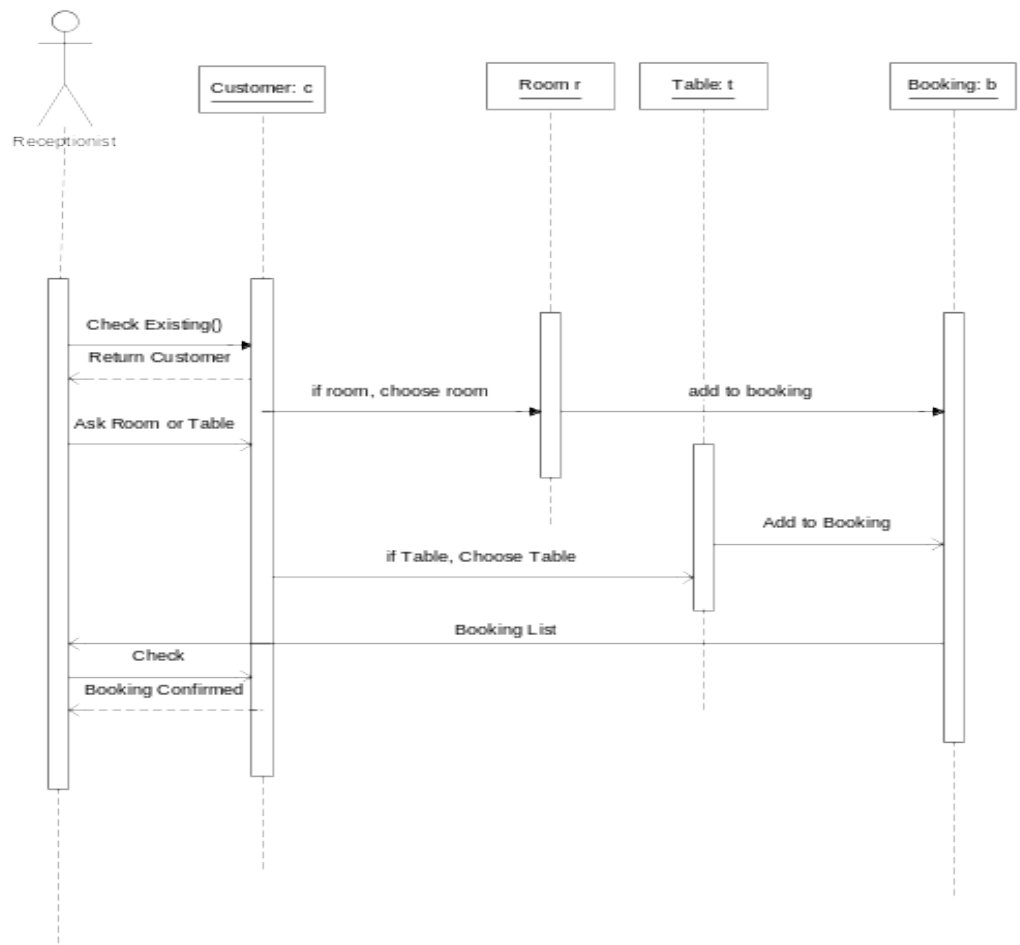 Receptionist
Customer: c
Room r
Table: t
Booking: b
Check Existing()
Return Customer
if room, choose room
add to booking
Ask Room or Table
Add to Booking
if Table, Choose Table
Booking List
Check
Booking Confirmed